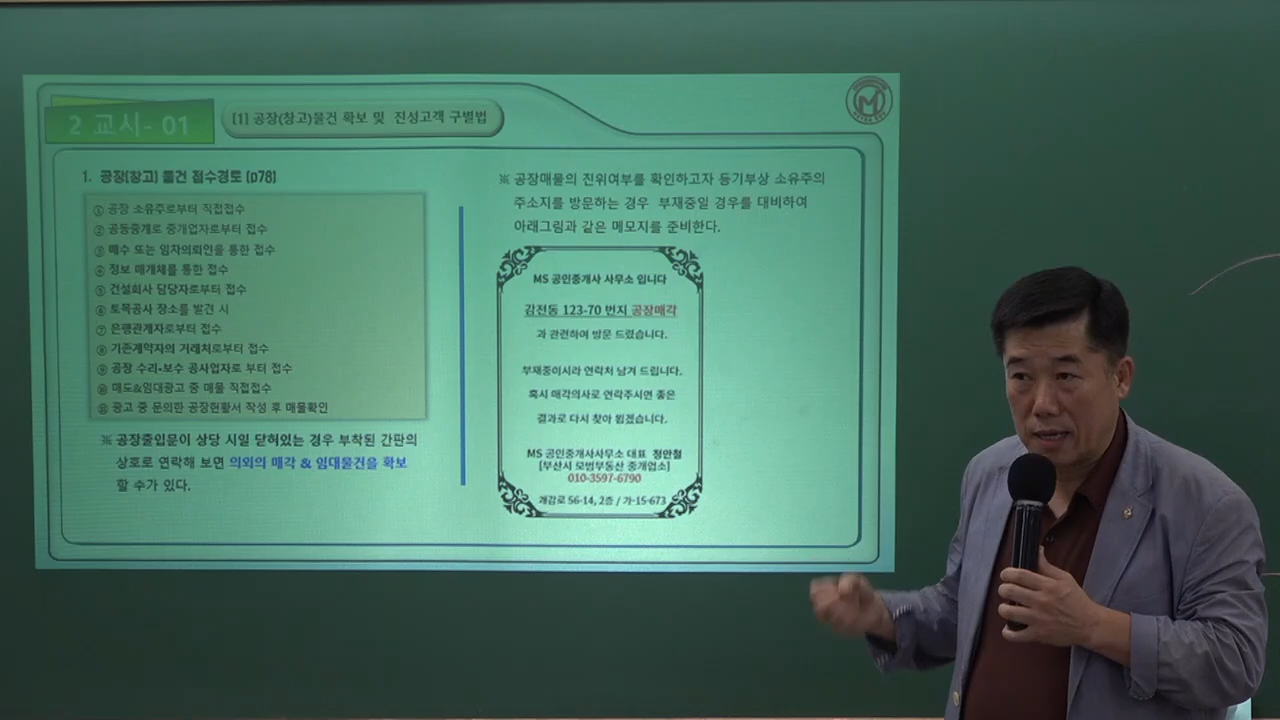 2 교시- 01
[1] 공장(창고)물건 확보 및 진성고객 구별법
M
1. 공장(창고) 물건 접수경로 (p78)
① 공장 소유주로부터 직접접수
② 공동중개로 중개업자로부터 접수
③ 매수 또는 임차의뢰인을 통한 접수
④ 정보 매개체를 통한 접수
⑤ 건설회사 담당자로부터 접수
⑥ 토목공사 장소를 발견 시
⑦ 은행관계자로부터 접수
⑧ 기존계약자의 거래처로부터 접수
⑨ 공장 수리•보수 공사업자로 부터 접수
⑩ 매도&임대광고 중 매물 직접접수
⑪ 광고 중 문의한 공장현황서 작성 후 매물확인
※ 공장출입문이 상당 시일 닫혀있는 경우 부착된 간판의
상호로 연락해 보면 의외의 매각 & 임대물건을 확보
할 수가 있다.
※ 공장매물의 진위여부를 확인하고자 등기부상 소유주의
주소지를 방문하는 경우 부재중일 경우를 대비하여
아래그림과 같은 메모지를 준비한다.
MS 공인중개사 사무소 입니다
감전동 123-70 번지 공장매각
과 관련하여 방문 드렸습니다.
부재중이시라 연락처 남겨 드립니다.
혹시 매각의사로 연락주시면 좋은
결과로 다시 찾아 뵙겠습니다.
MS 공인중개사사무소 대표 정안철
[부산시 모범부동산 중개업소]
010-3597-6790
개감로 56-14, 2층 / 가-15-673